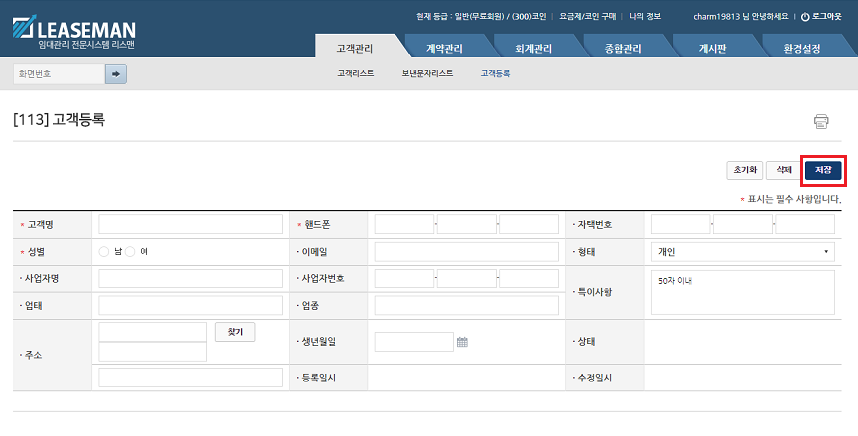 현재 등급 : 일반(무료회원) / (300)코인 | 요금제/코인 구매 | 나의 정보 charm19813 님 안녕하세요 | 로그아웃
LEASEMAN
임대관리 전문시스템 리스맨
고객관리 계약관리 회계관리 종합관리 게시판 환경설정
화면번호 고객리스트 보낸문자리스트 고객등록
[113] 고객등록
초기화 삭제 저장
* 표시는 필수 사항입니다.
* 고객명 * 핸드폰 - - · 자택번호 - -
* 성별 남 여 · 이메일 · 형태 개인
· 사업자명 · 사업자번호 - - · 특이사항 50자 이내
· 업태 · 업종
· 주소 찾기 · 생년월일 · 상태
· 등록일시 · 수정일시